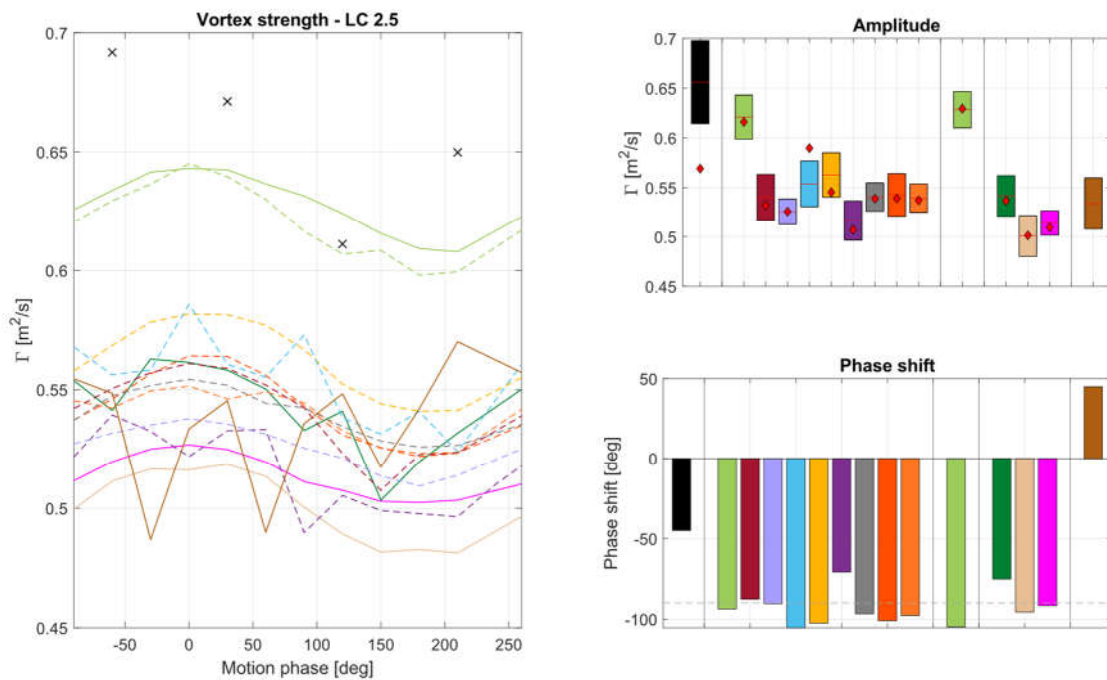 Vortex strength - LC 2.5
0.7
0.65
0.6
0.55
0.5
0.45
Γ [m²/s]
-50 0 50 100 150 200 250
Motion phase [deg]
Amplitude
0.7
0.65
0.6
0.55
0.5
0.45
Γ [m²/s]
Phase shift
50
0
-50
-100
Phase shift [deg]